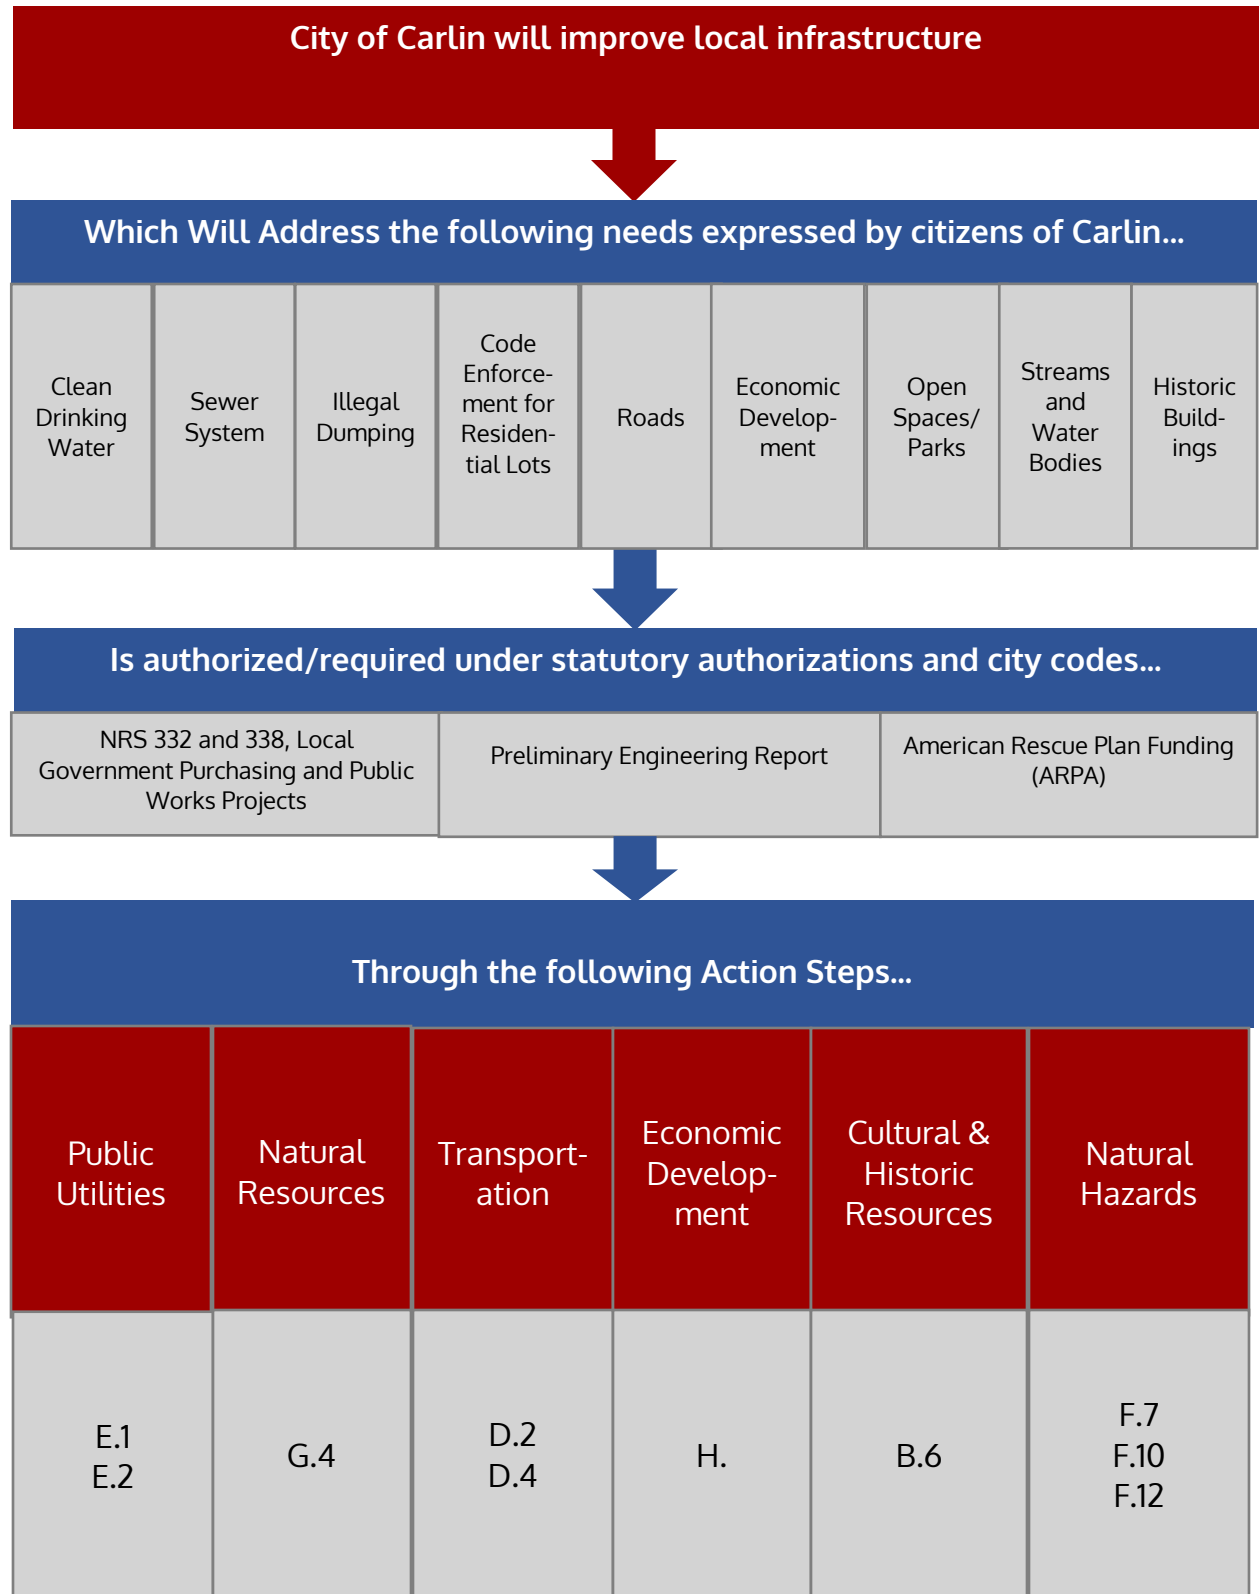 City of Carlin will improve local infrastructure
Which Will Address the following needs expressed by citizens of Carlin...
Clean
Drinking
Water
Sewer
System
Illegal
Dumping
Code
Enforce-
ment for
Residen-
tial Lots
Roads
Economic
Develop-
ment
Open
Spaces/
Parks
Streams
and
Water
Bodies
Historic
Build-
ings
Is authorized/required under statutory authorizations and city codes...
NRS 332 and 338, Local
Government Purchasing and Public
Works Projects
Preliminary Engineering Report
American Rescue Plan Funding
(ARPA)
Through the following Action Steps...
Public
Utilities
Natural
Resources
Transport-
ation
Economic
Develop-
ment
Cultural &
Historic
Resources
Natural
Hazards
E.1
E.2
G.4
D.2
D.4
H.
B.6
F.7
F.10
F.12